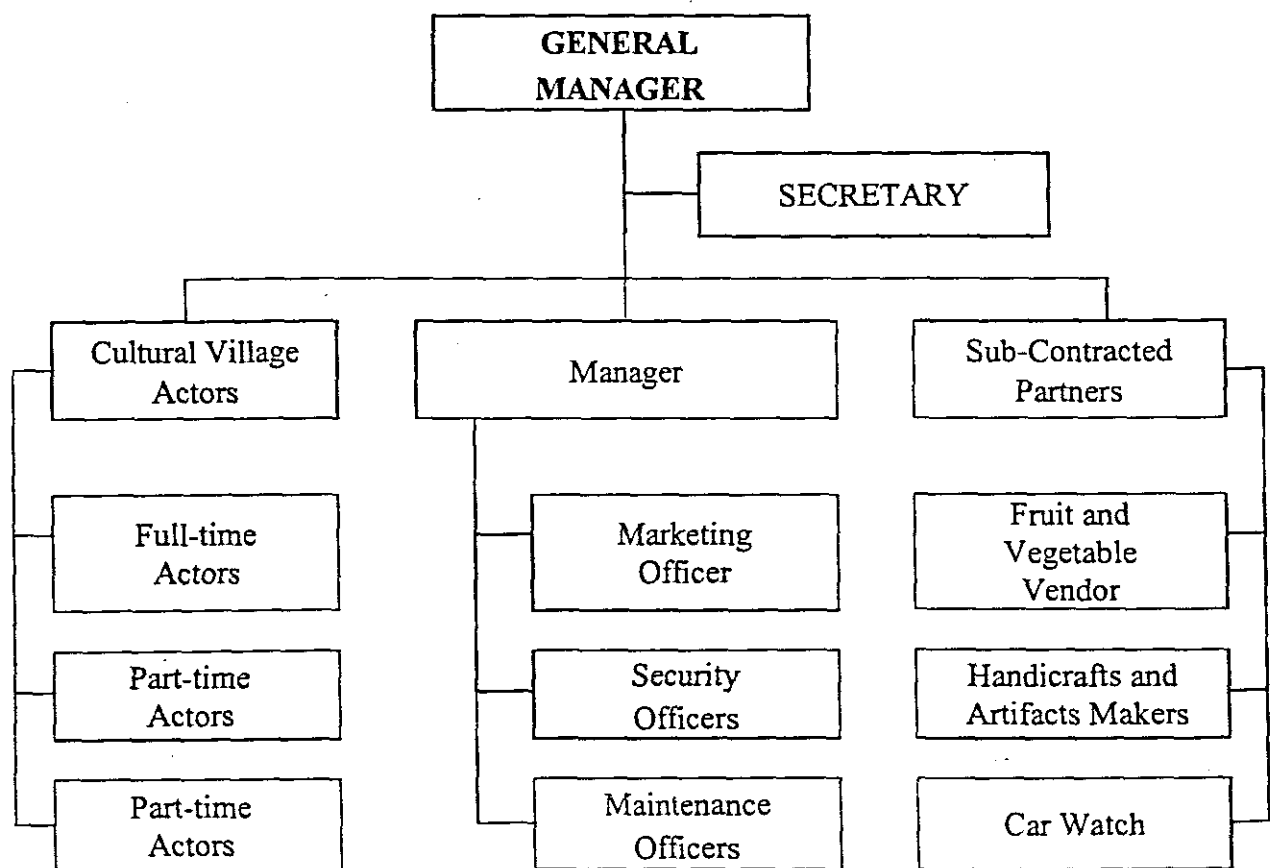 GENERAL
MANAGER
SECRETARY
Cultural Village
Actors
Manager
Sub-Contracted
Partners
Full-time
Actors
Marketing
Officer
Fruit and
Vegetable
Vendor
Part-time
Actors
Security
Officers
Handicrafts and
Artifacts Makers
Part-time
Actors
Maintenance
Officers
Car Watch